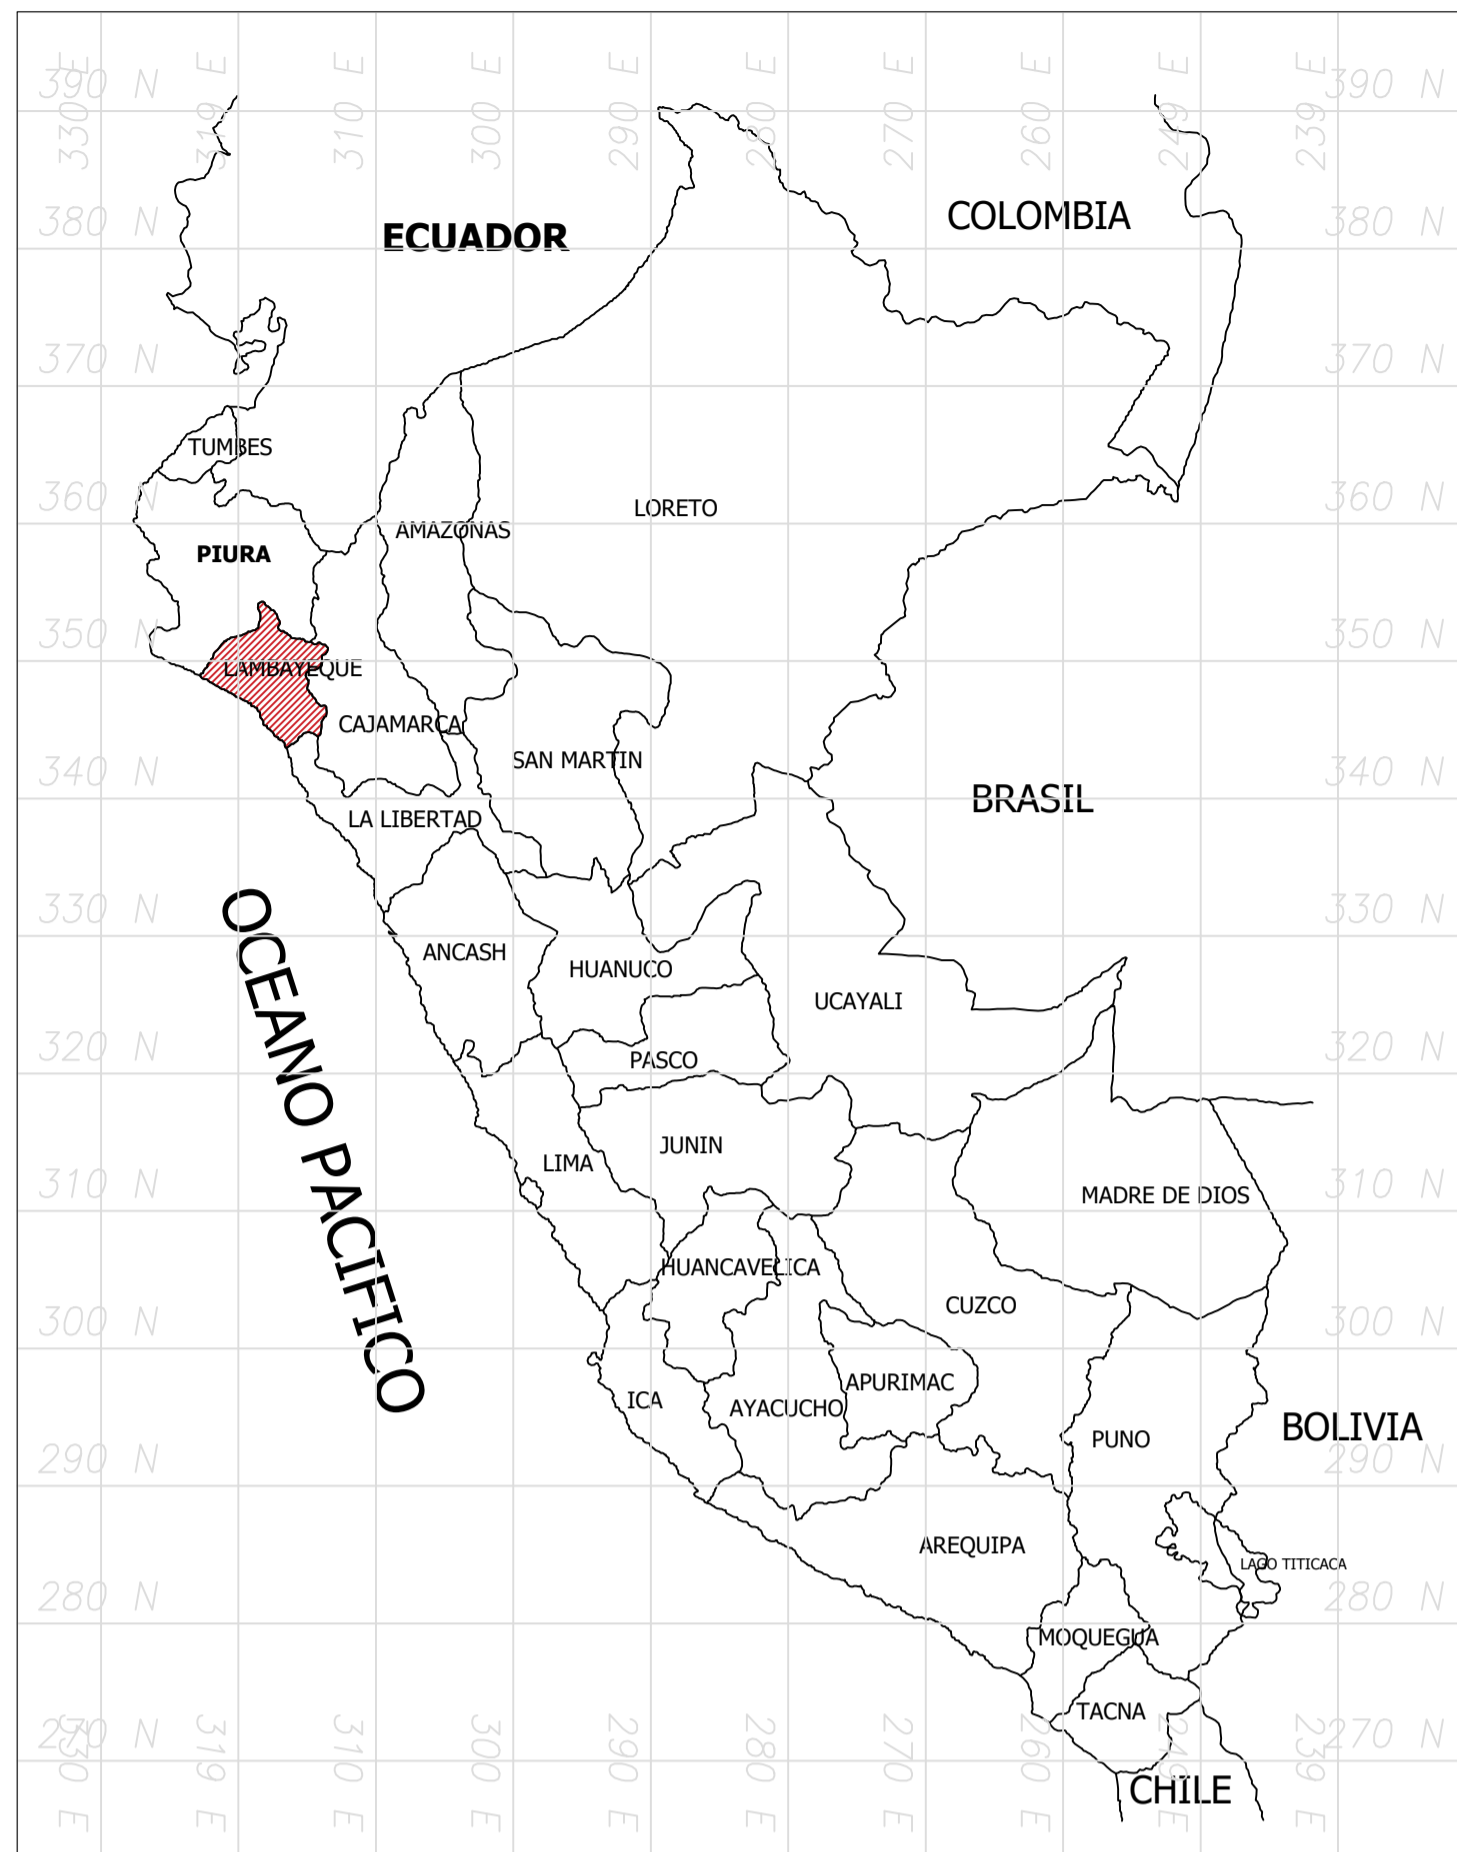 330 E 319 E 310 E 300 E 290 E 280 E 270 E 260 E 249 E 239 E
390 N 390 N
COLOMBIA
380 N 380 N
ECUADOR
370 N 370 N
TUMBES
360 N 360 N
LORETO
AMAZONAS
PIURA
350 N 350 N
LAMBAYEQUE
CAJAMARCA
SAN MARTIN
340 N 340 N
BRASIL
LA LIBERTAD
330 N 330 N
OCEANO PACIFICO
ANCASH
HUANUCO
UCAYALI
320 N 320 N
PASCO
JUNIN
LIMA
310 N 310 N
MADRE DE DIOS
HUANCAVELICA
CUZCO
300 N 300 N
APURIMAC
ICA
AYACUCHO
BOLIVIA
PUNO
290 N 290 N
AREQUIPA
LAGO TITICACA
280 N 280 N
MOQUEGUA
TACNA
270 N 270 N
CHILE
330 E 319 E 310 E 300 E 290 E 280 E 270 E 260 E 249 E 239 E